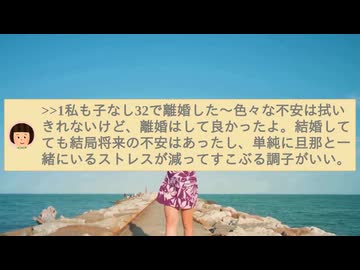 >>1私も子なし32で離婚した〜色々な不安は拭い
きれないけど、離婚はして良かったよ。結婚して
ても結局将来の不安はあったし、単純に旦那と一
緒にいるストレスが減ってすこぶる調子がいい。